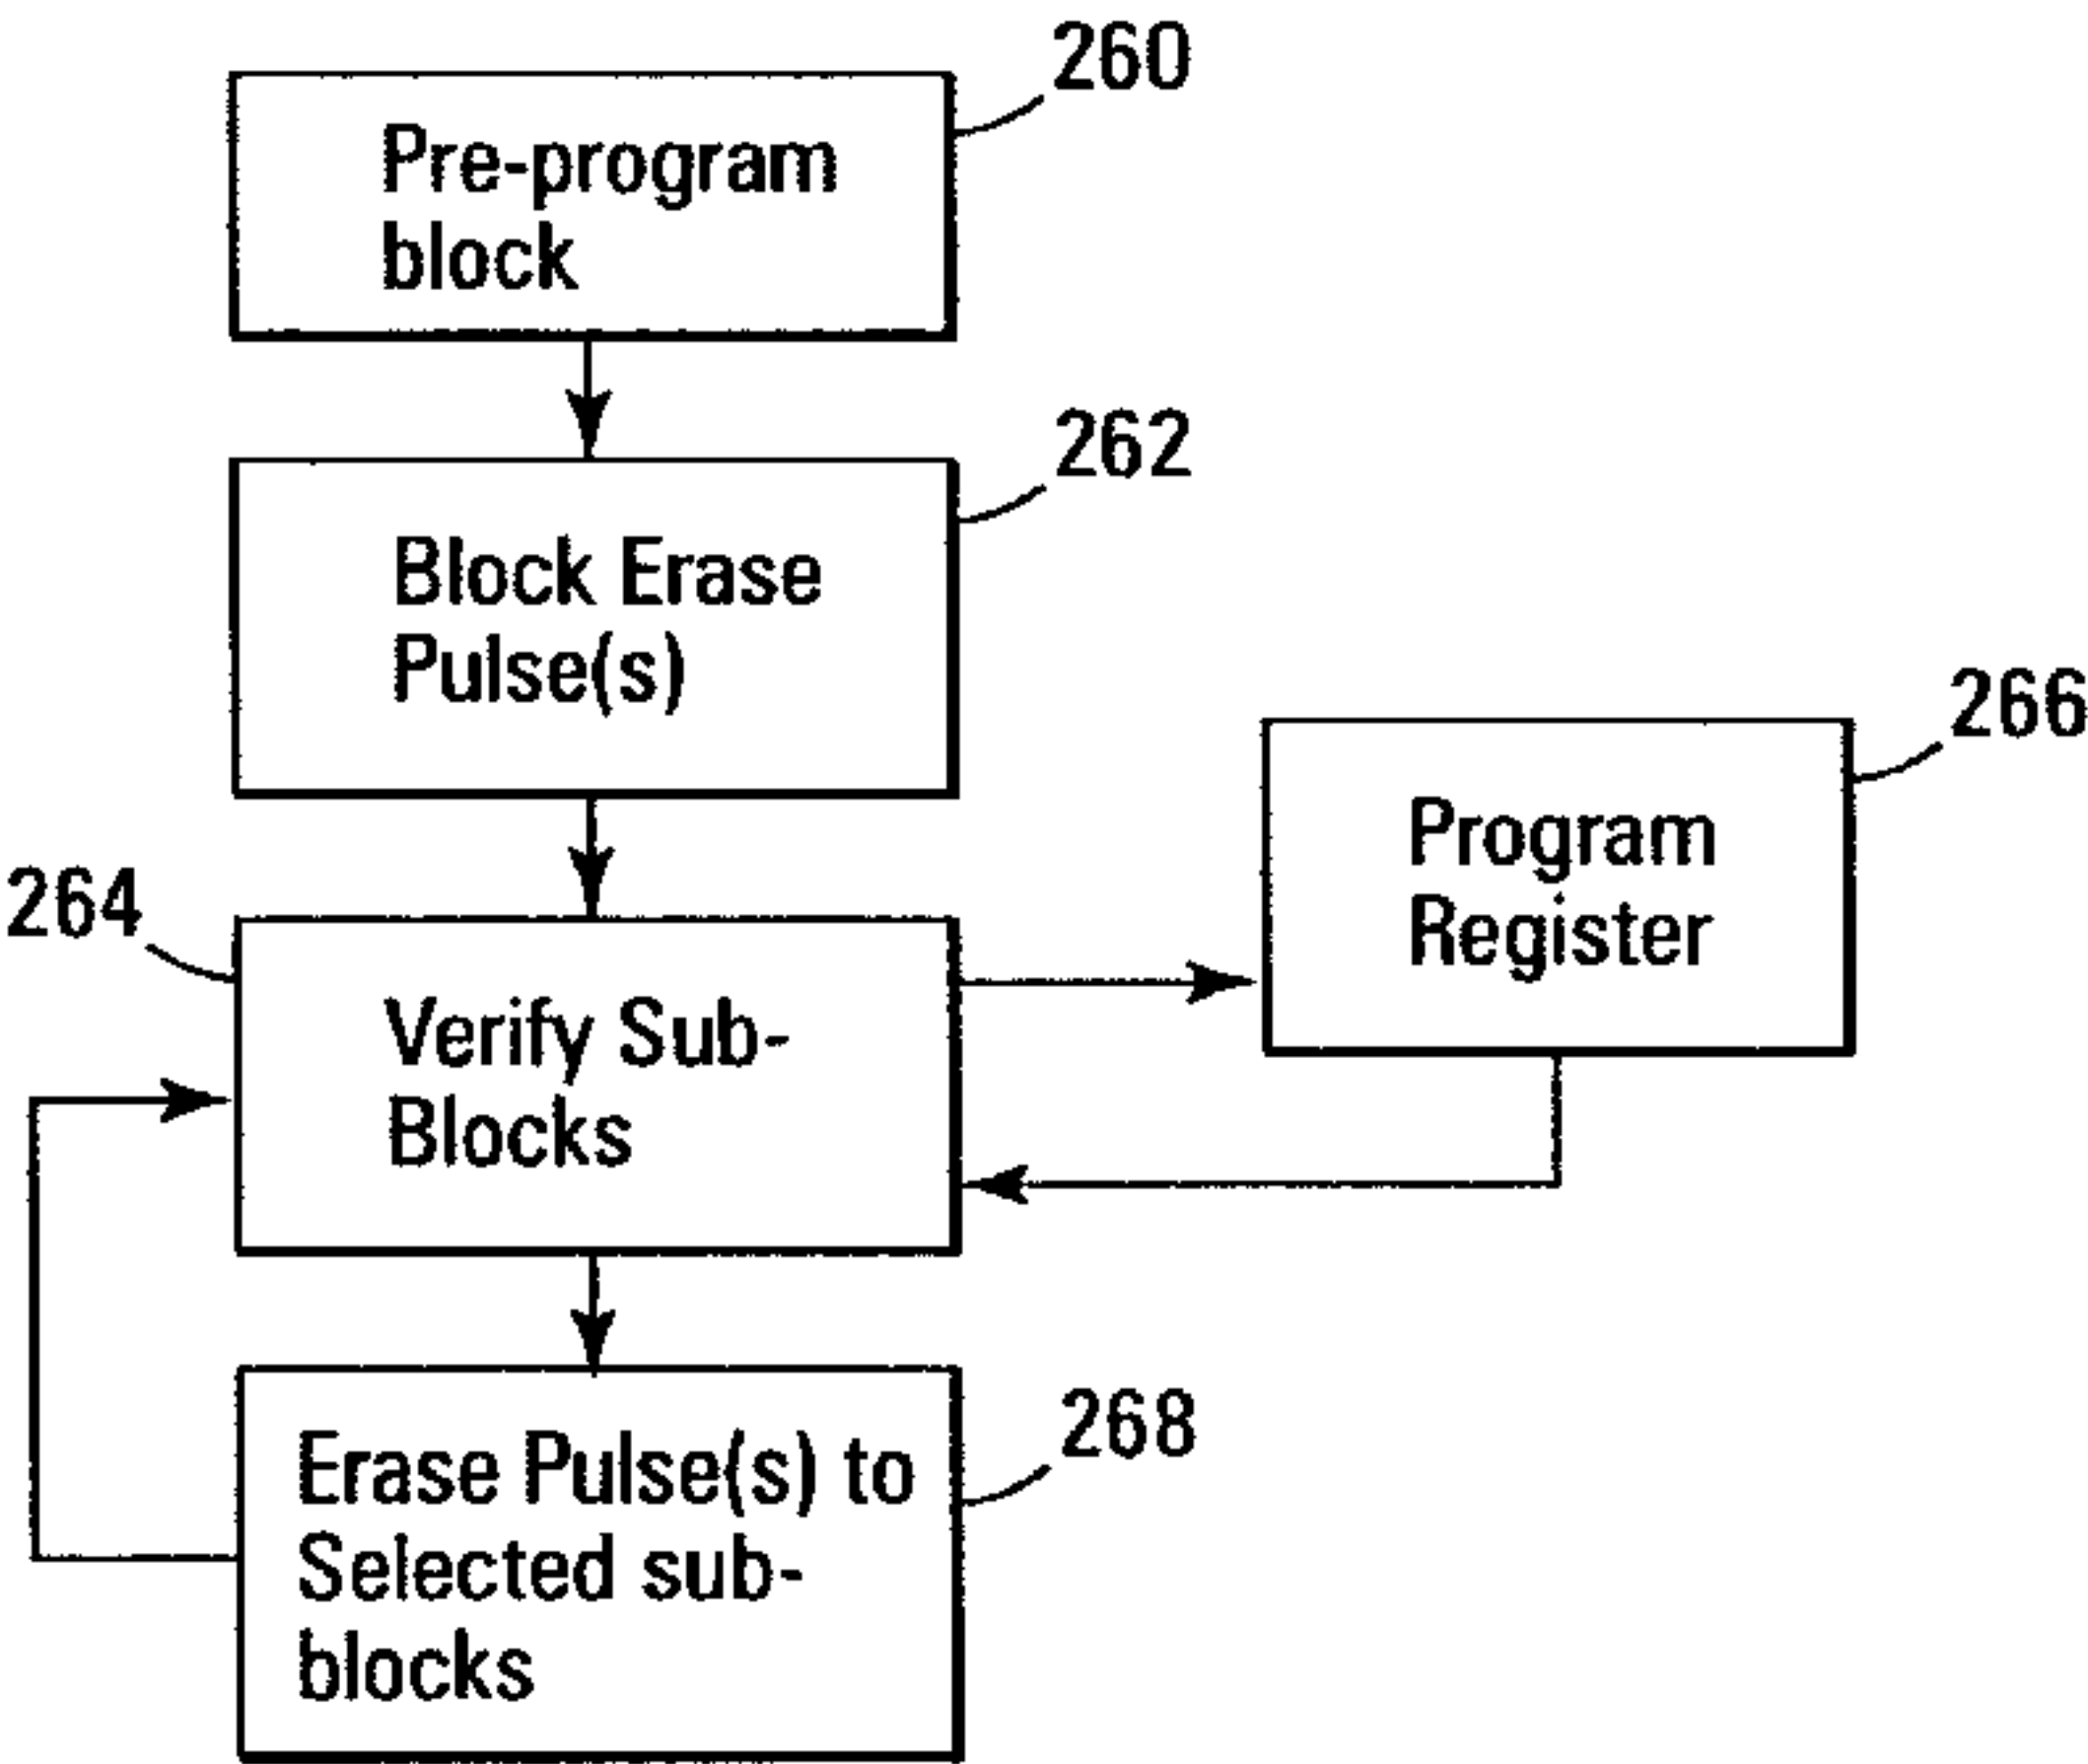 260
Pre-program
block
262
Block Erase
Pulse(s)
266
Program
Register
264
Verify Sub-
Blocks
268
Erase Pulse(s) to
Selected sub-
blocks